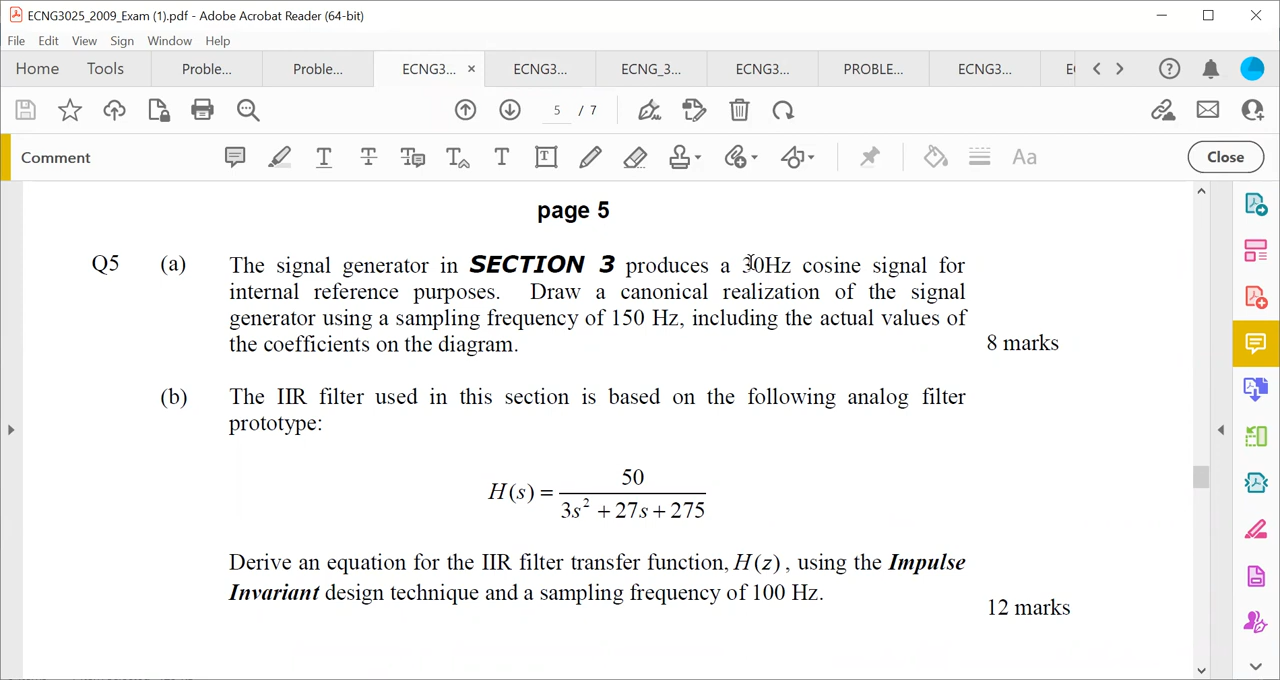 ECNG3025_2009_Exam (1).pdf - Adobe Acrobat Reader (64-bit)
File Edit View Sign Window Help
Home Tools Proble... Proble... ECNG3... × ECNG3... ECNG_3... ECNG3... PROBLE... ECNG3...
5 / 7
Comment Close
page 5
Q5 (a) The signal generator in SECTION 3 produces a 30Hz cosine signal for
internal reference purposes. Draw a canonical realization of the signal
generator using a sampling frequency of 150 Hz, including the actual values of
the coefficients on the diagram. 8 marks
(b) The IIR filter used in this section is based on the following analog filter
prototype:
H(s) = 50 / (3s² + 27s + 275)
Derive an equation for the IIR filter transfer function, H(z), using the Impulse
Invariant design technique and a sampling frequency of 100 Hz.
12 marks